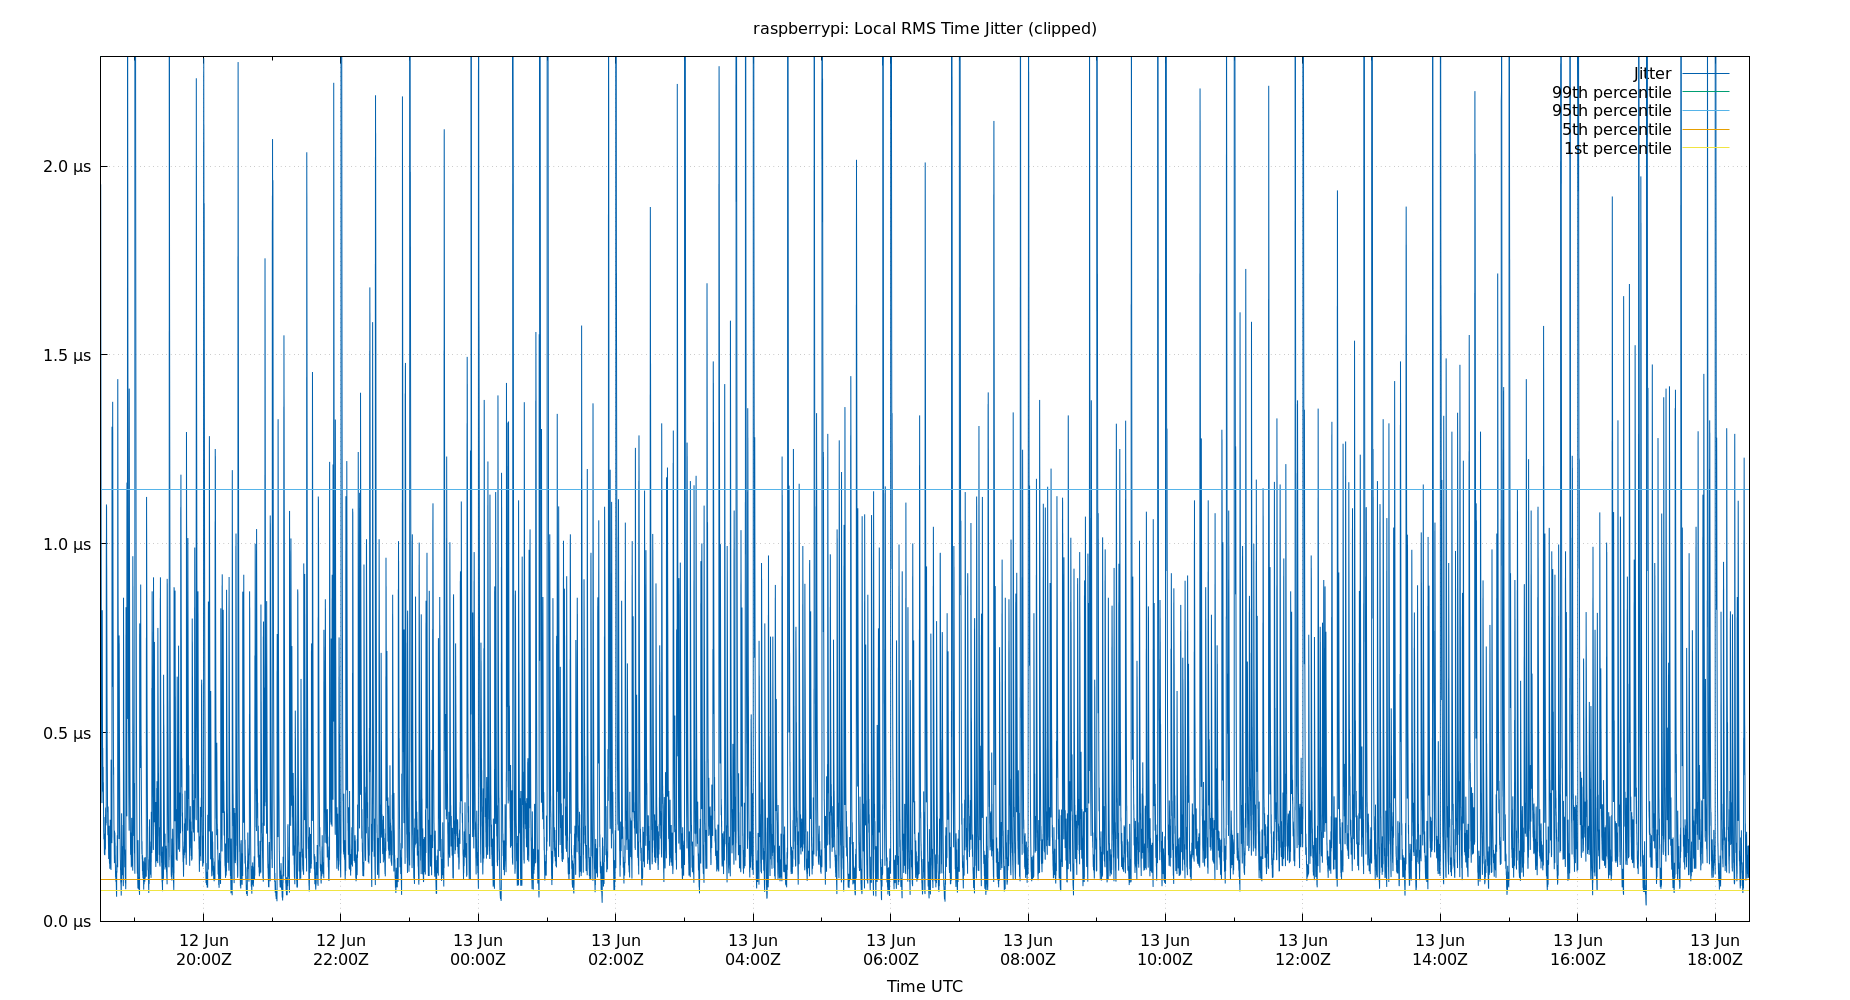 raspberrypi: Local RMS Time Jitter (clipped)
Jitter
99th percentile
95th percentile
5th percentile
1st percentile
2.0 μs
1.5 μs
1.0 μs
0.5 μs
0.0 μs
12 Jun 12 Jun 13 Jun 13 Jun 13 Jun 13 Jun 13 Jun 13 Jun 13 Jun 13 Jun 13 Jun 13 Jun
20:00Z 22:00Z 00:00Z 02:00Z 04:00Z 06:00Z 08:00Z 10:00Z 12:00Z 14:00Z 16:00Z 18:00Z
Time UTC